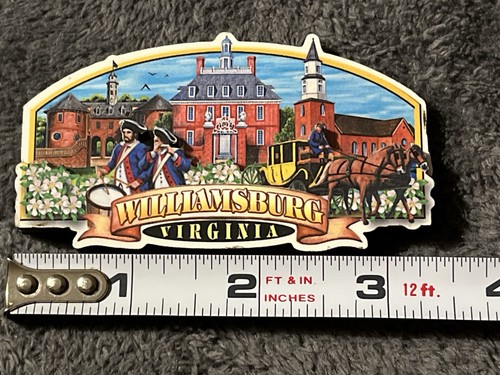 WILLIAMSBURG
VIRGINIA
1 2 FT & IN. 3 12 ft. 4
INCHES